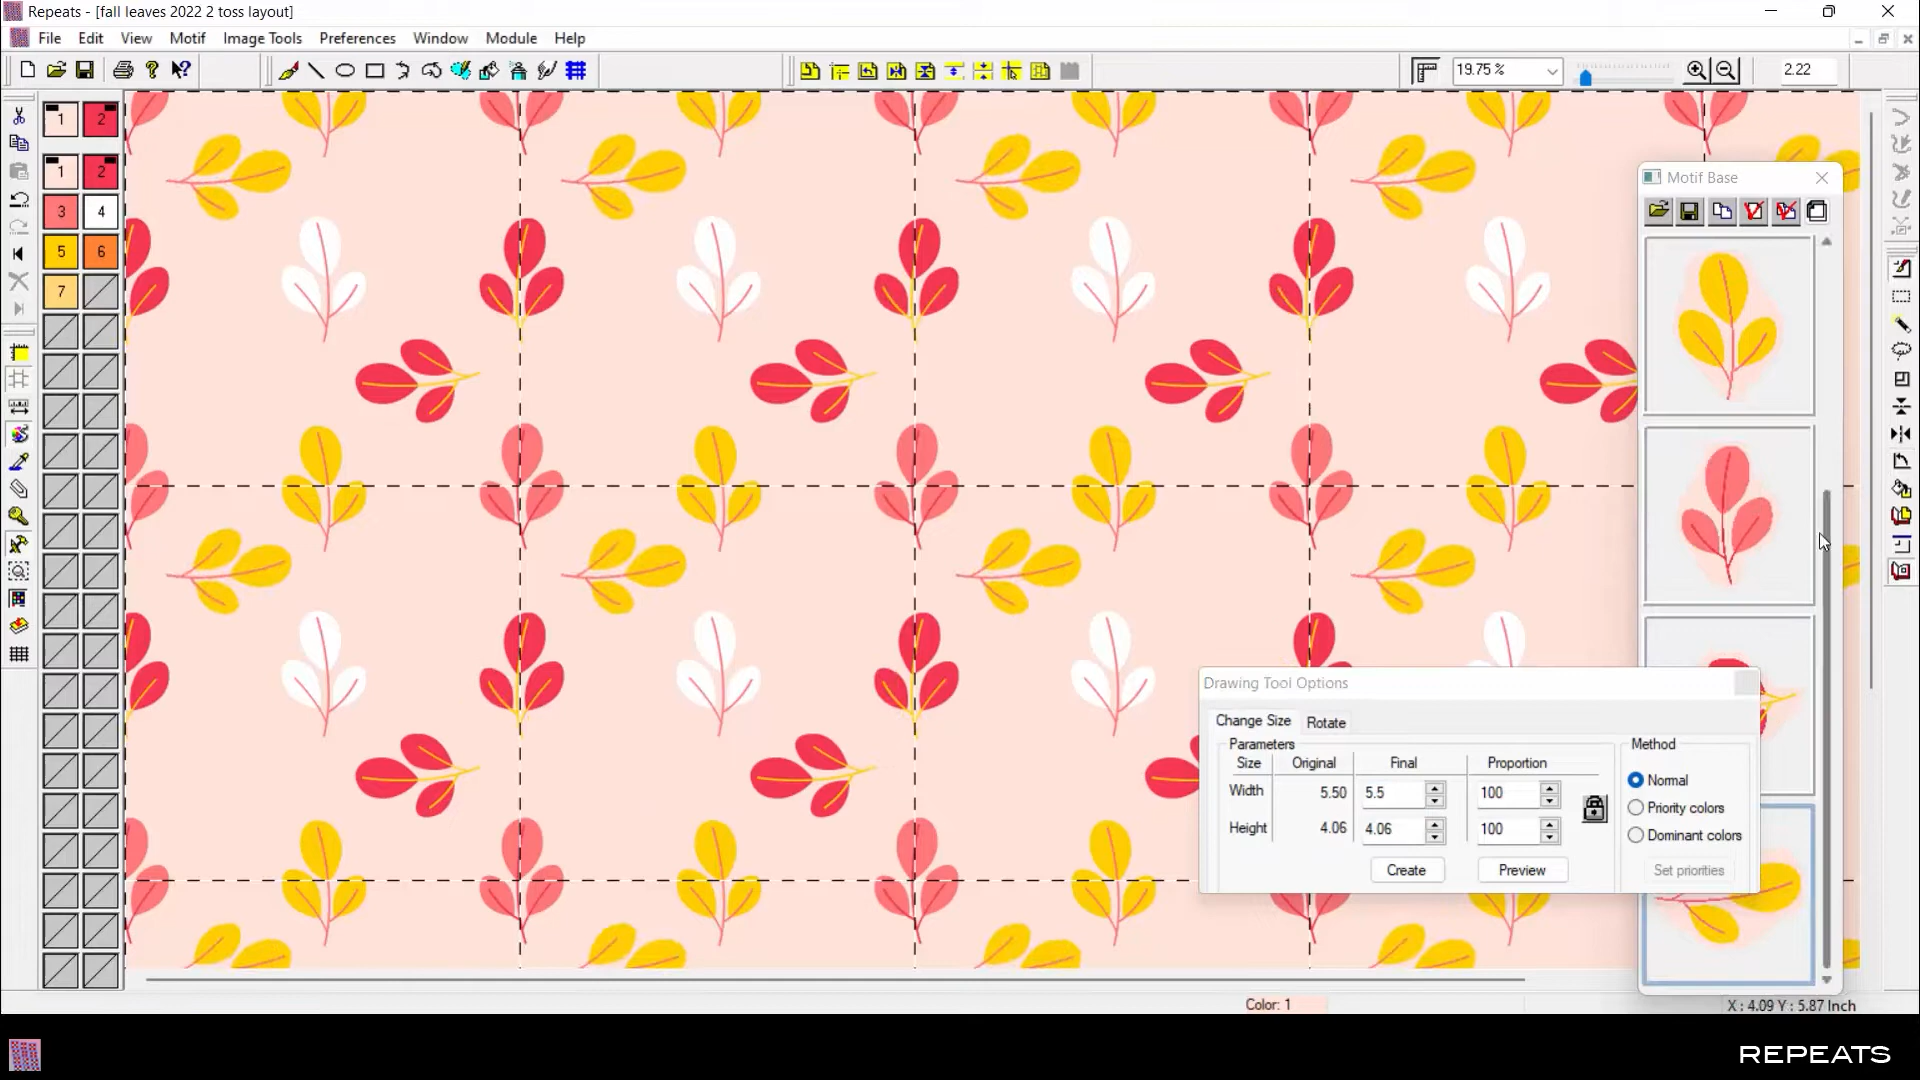 Repeats - [fall leaves 2022 2 toss layout]
File Edit View Motif Image Tools Preferences Window Module Help
19.75 %
2.22
1 2
1 2
3 4
5 6
7
Motif Base
Drawing Tool Options
Change Size Rotate
Parameters
Size Original Final Proportion
Width 5.50 5.5 100
Height 4.06 4.06 100
Create Preview
Method
Normal
Priority colors
Dominant colors
Set priorities
Color: 1
X : 4.09 Y : 5.87 Inch
REPEATS